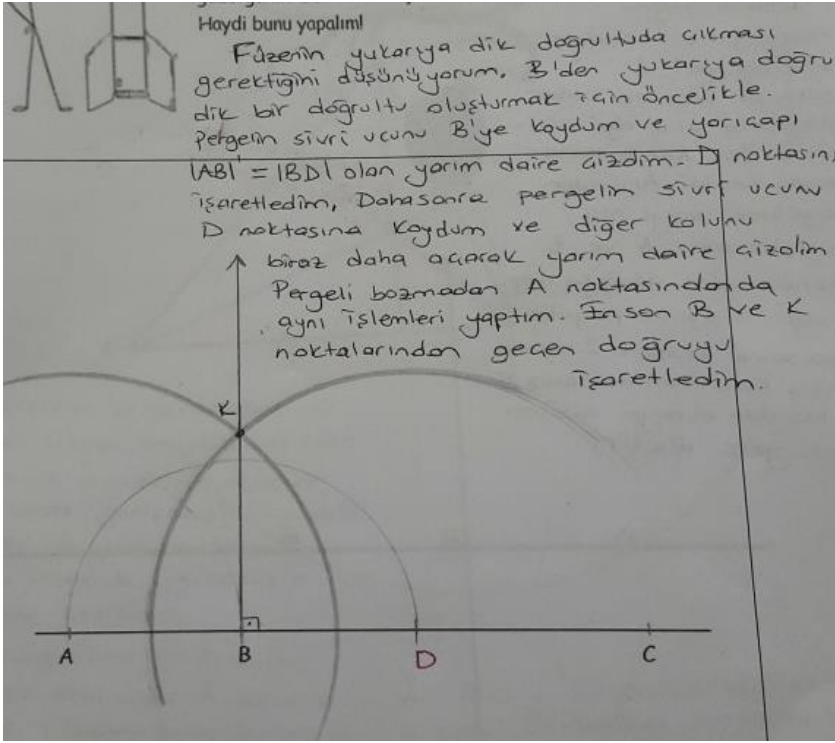 Haydi bunu yapalım!
Füzenin yukarıya dik doğrultuda çıkması
gerektiğini düşünüyorum. B'den yukarıya doğru
dik bir doğrultu oluşturmak için öncelikle.
Pergelin sivri ucunu B'ye koydum ve yarıçapı
|AB| = |BD| olan yarım daire çizdim. D noktasını
işaretledim, Daha sonra pergelin sivri ucunu
D noktasına koydum ve diğer kolunu
biraz daha açarak yarım daire çizelim
Pergeli bozmadan A noktasından da
aynı işlemleri yaptım. En son B ve K
noktalarından geçen doğruyu
işaretledim.
K
A B D C